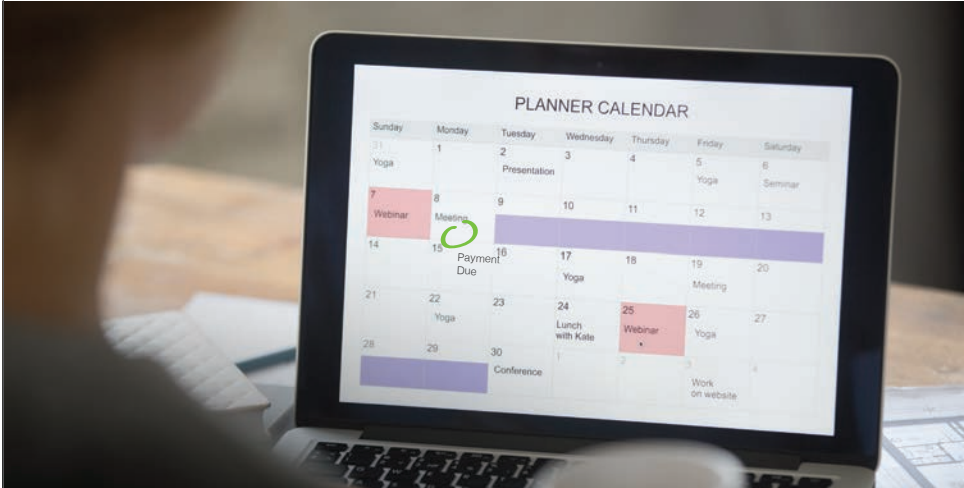 PLANNER CALENDAR
Sunday Monday Tuesday Wednesday Thursday Friday Saturday
31 1 2 3 4 5 6
Yoga Presentation Yoga Seminar
7 8 9 10 11 12 13
Webinar Meeting
14 15 16 17 18 19 20
Payment
Due
Yoga Meeting
21 22 23 24 25 26 27
Yoga Lunch
with Kate Webinar Yoga
28 29 30 1 2 3 4
Conference Work
on website